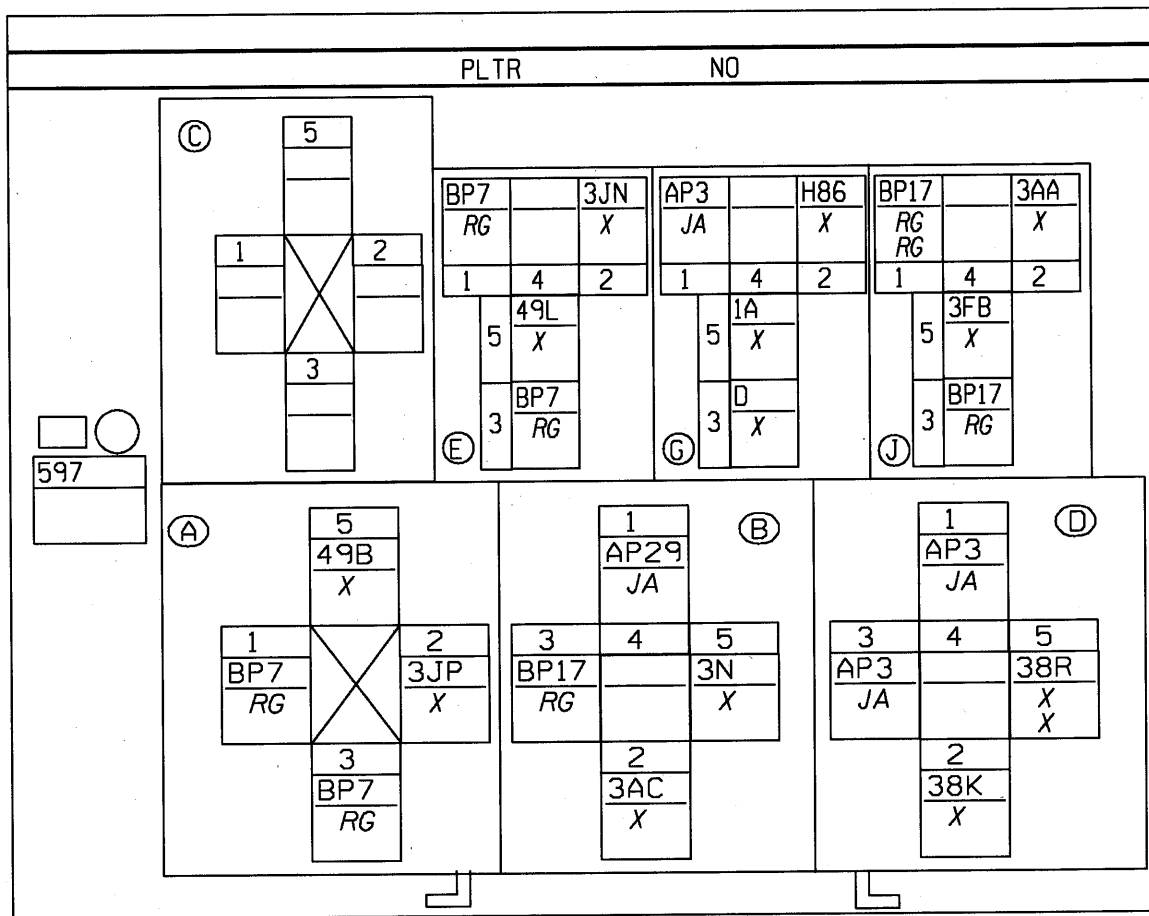 PLTR NO
C
5
1 2
3
BP7 3JN
RG X
1 4 2
5 49L
X
3 BP7
RG
E
AP3 H86
JA X
1 4 2
5 1A
X
3 D
X
G
BP17 3AA
RG X
RG
1 4 2
5 3FB
X
3 BP17
RG
J
597
A
5
49B
X
1 2
BP7 3JP
RG X
3
BP7
RG
B
1
AP29
JA
3 4 5
BP17 3N
RG X
2
3AC
X
D
1
AP3
JA
3 4 5
AP3 38R
JA X
X
2
38K
X